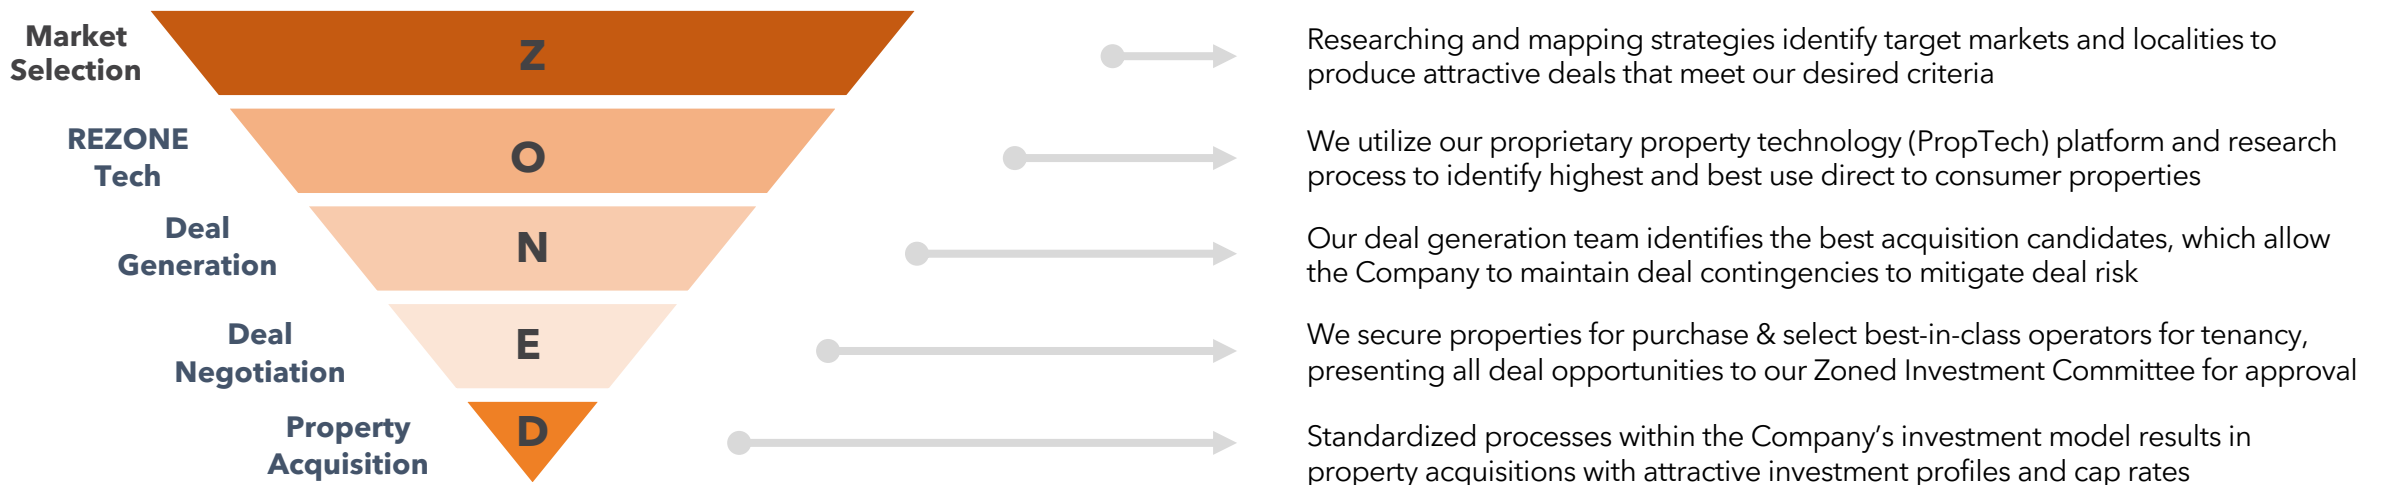 Market
Selection
Z
Researching and mapping strategies identify target markets and localities to
produce attractive deals that meet our desired criteria
REZONE
Tech
O
We utilize our proprietary property technology (PropTech) platform and research
process to identify highest and best use direct to consumer properties
Deal
Generation
N
Our deal generation team identifies the best acquisition candidates, which allow
the Company to maintain deal contingencies to mitigate deal risk
Deal
Negotiation
E
We secure properties for purchase & select best-in-class operators for tenancy,
presenting all deal opportunities to our Zoned Investment Committee for approval
Property
Acquisition
D
Standardized processes within the Company’s investment model results in
property acquisitions with attractive investment profiles and cap rates